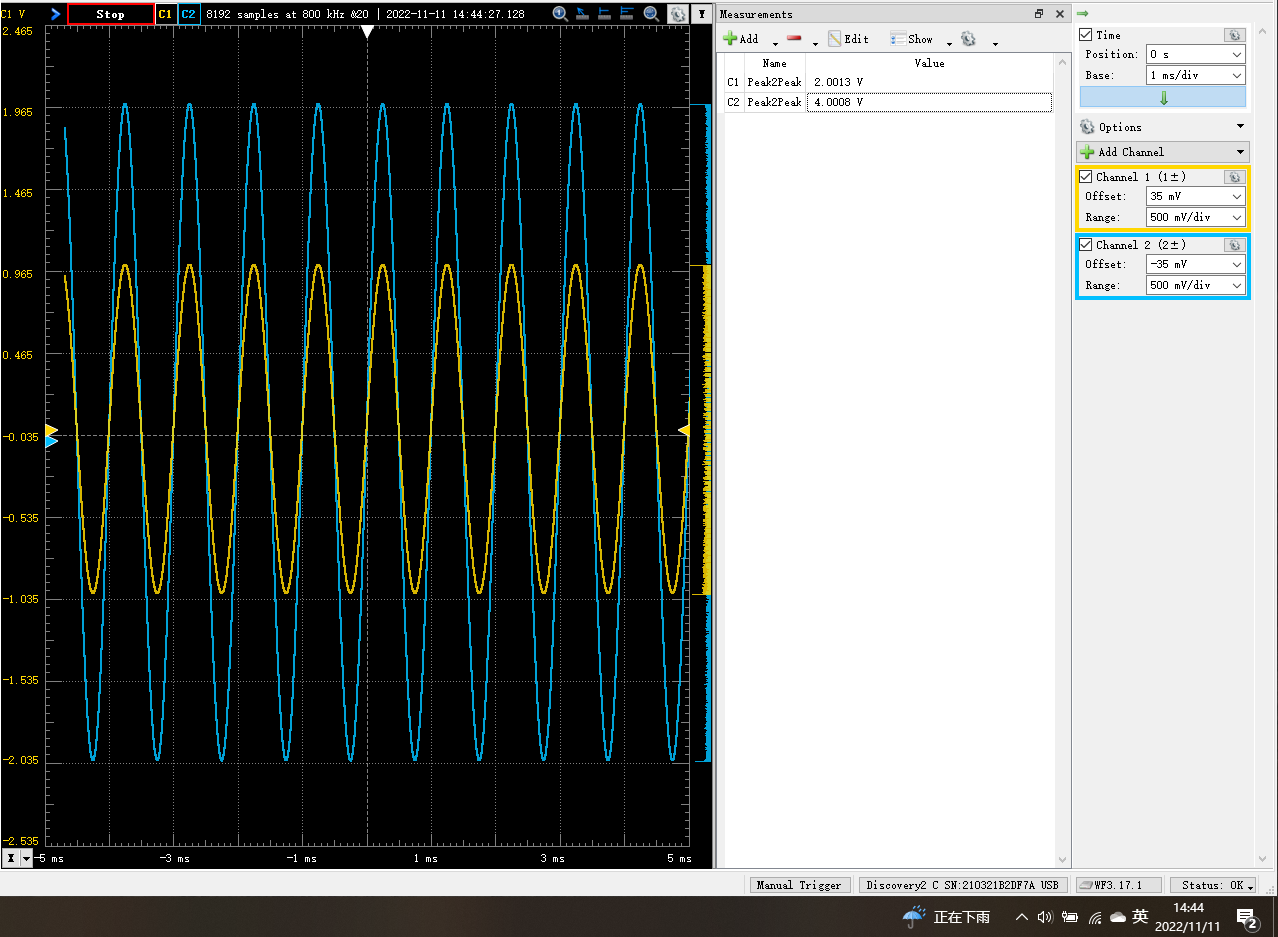 C1 V
Stop
C1 C2 8192 samples at 800 kHz &20 | 2022-11-11 14:44:27.128
Y
2.465
1.965
1.465
0.965
0.465
-0.035
-0.535
-1.035
-1.535
-2.035
-2.535
X
-5 ms -3 ms -1 ms 1 ms 3 ms 5 ms
Measurements
Add Edit Show
Name Value
C1 Peak2Peak 2.0013 V
C2 Peak2Peak 4.0008 V
Time
Position: 0 s
Base: 1 ms/div
Options
Add Channel
Channel 1 (1±)
Offset: 35 mV
Range: 500 mV/div
Channel 2 (2±)
Offset: -35 mV
Range: 500 mV/div
Manual Trigger Discovery2 C SN:210321B2DF7A USB WF3.17.1 Status: OK
正在下雨 英 14:44
2022/11/11 2